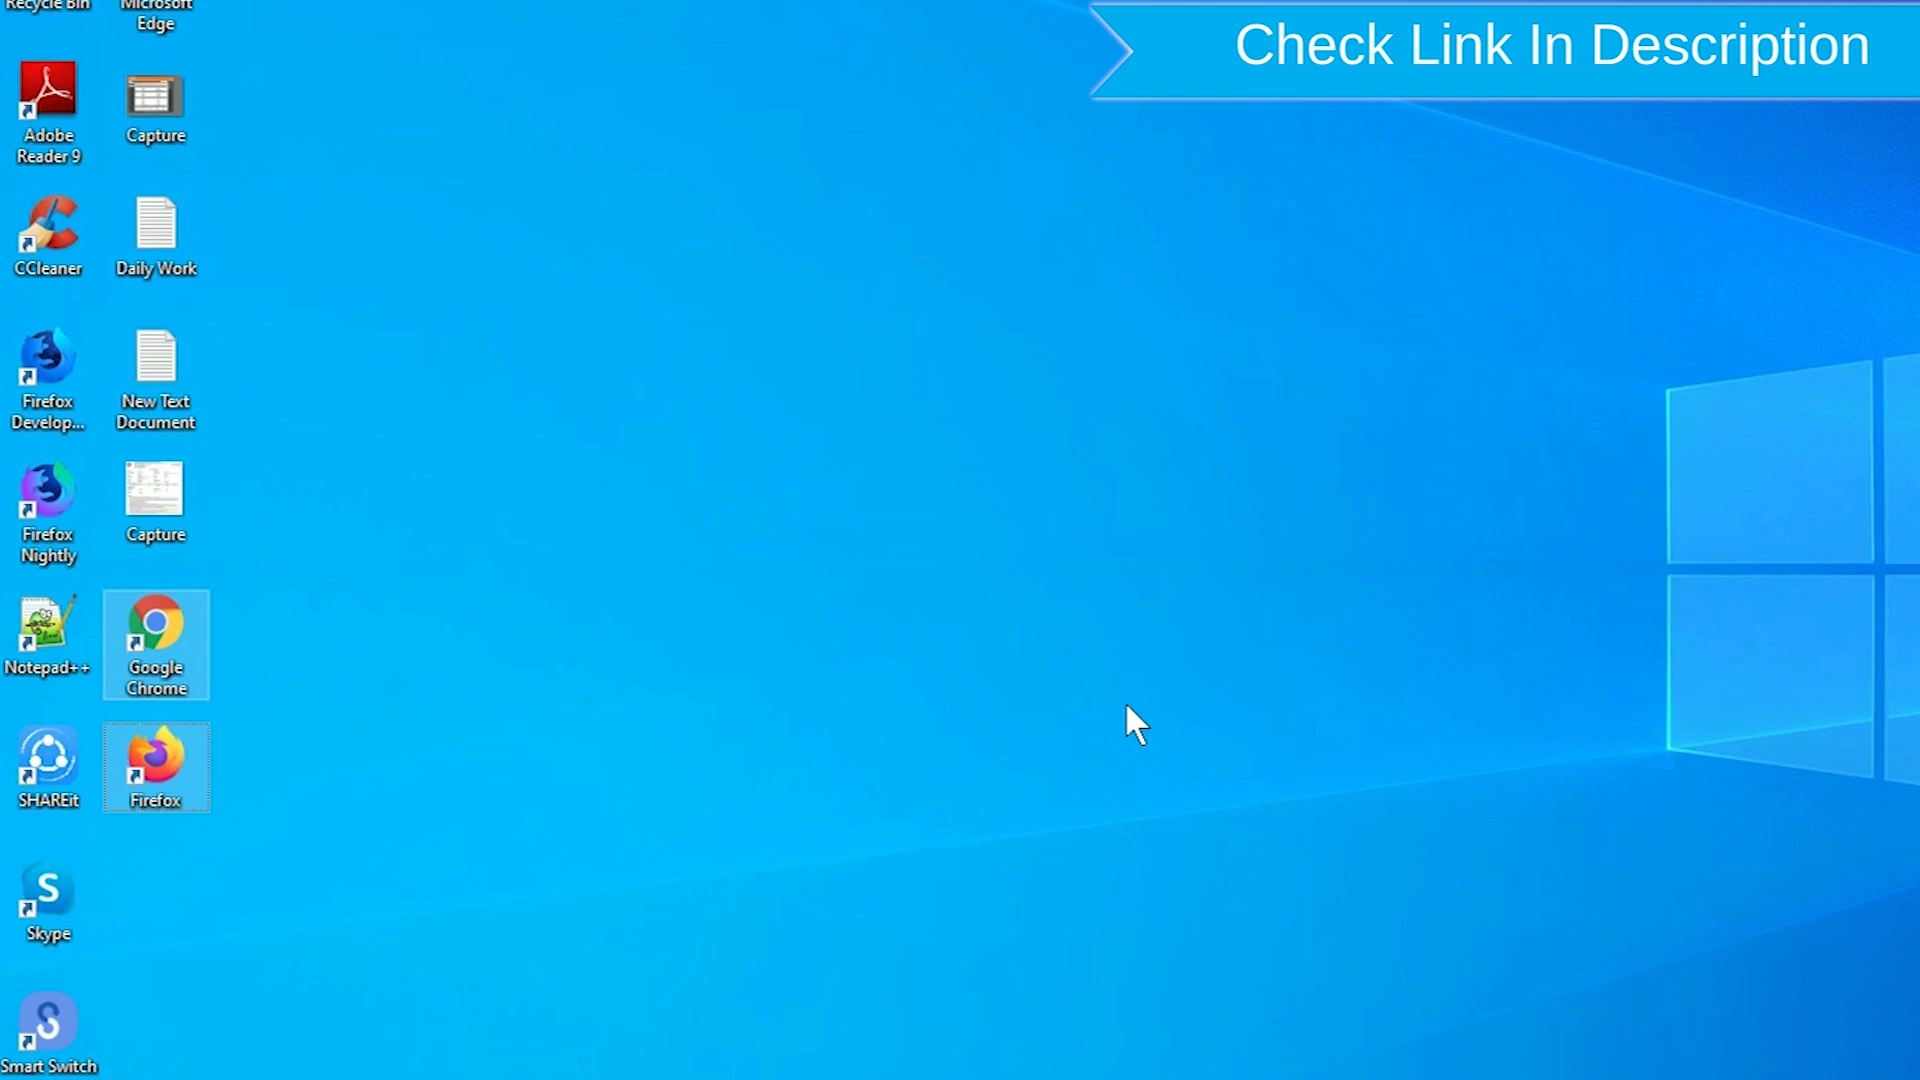 Recycle Bin
Microsoft
Edge
Check Link In Description
Adobe
Reader 9
Capture
CCleaner
Daily Work
Firefox
Develop...
New Text
Document
Firefox
Nightly
Capture
Notepad++
Google
Chrome
SHAREit
Firefox
S
Skype
Smart Switch